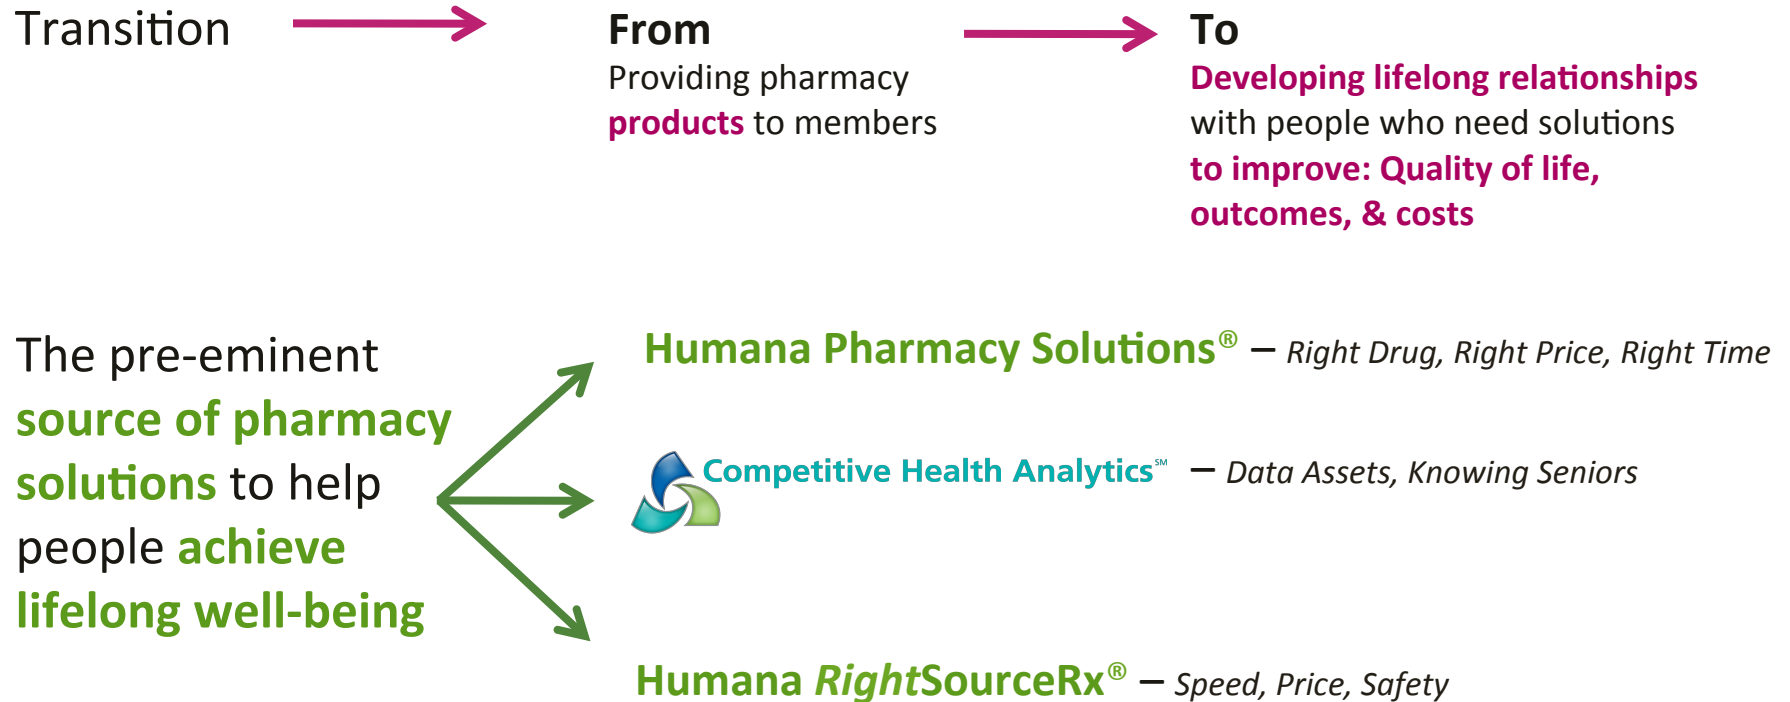 Transition
From
Providing pharmacy
products to members
To
Developing lifelong relationships
with people who need solutions
to improve: Quality of life,
outcomes, & costs
The pre-eminent
source of pharmacy
solutions to help
people achieve
lifelong well-being
Humana Pharmacy Solutions® – Right Drug, Right Price, Right Time
Competitive Health Analytics℠ – Data Assets, Knowing Seniors
Humana RightSourceRx® – Speed, Price, Safety